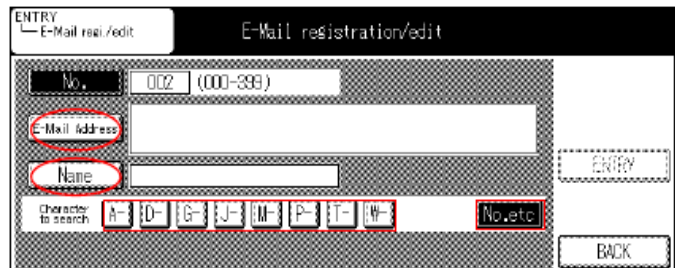 ENTRY
E-Mail regi./edit
E-Mail registration/edit
No. 002 (000-399)
E-Mail Address
Name
ENTRY
Character to search A- D- G- J- M- P- T- W- No.etc
BACK